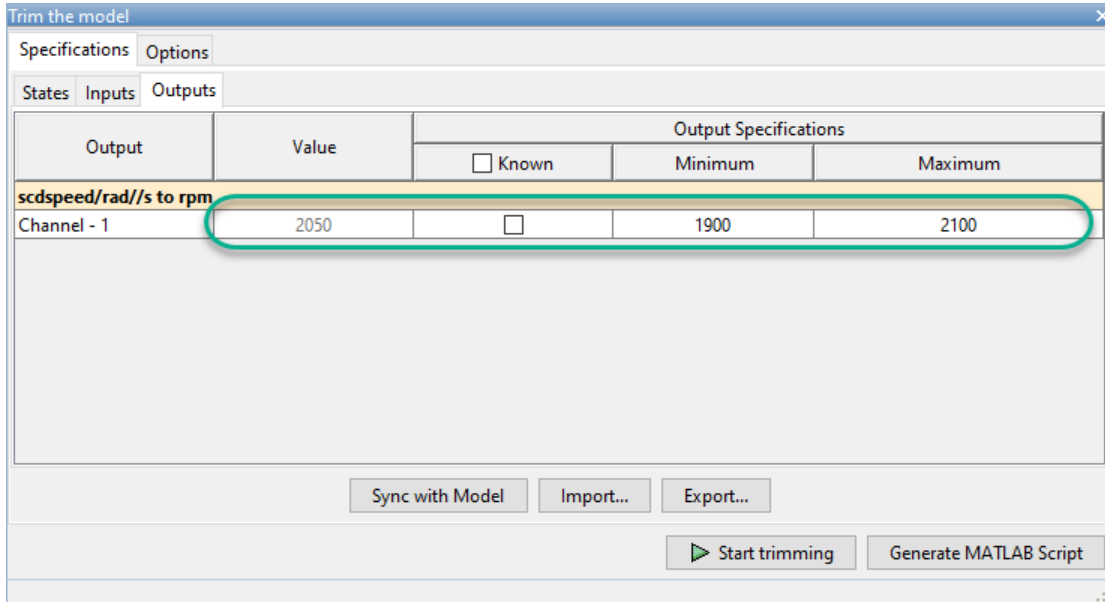 Trim the model
Specifications Options
States Inputs Outputs
Output Value Output Specifications
Known Minimum Maximum
scdspeed/rad//s to rpm
Channel - 1 2050 1900 2100
Sync with Model Import... Export...
Start trimming Generate MATLAB Script